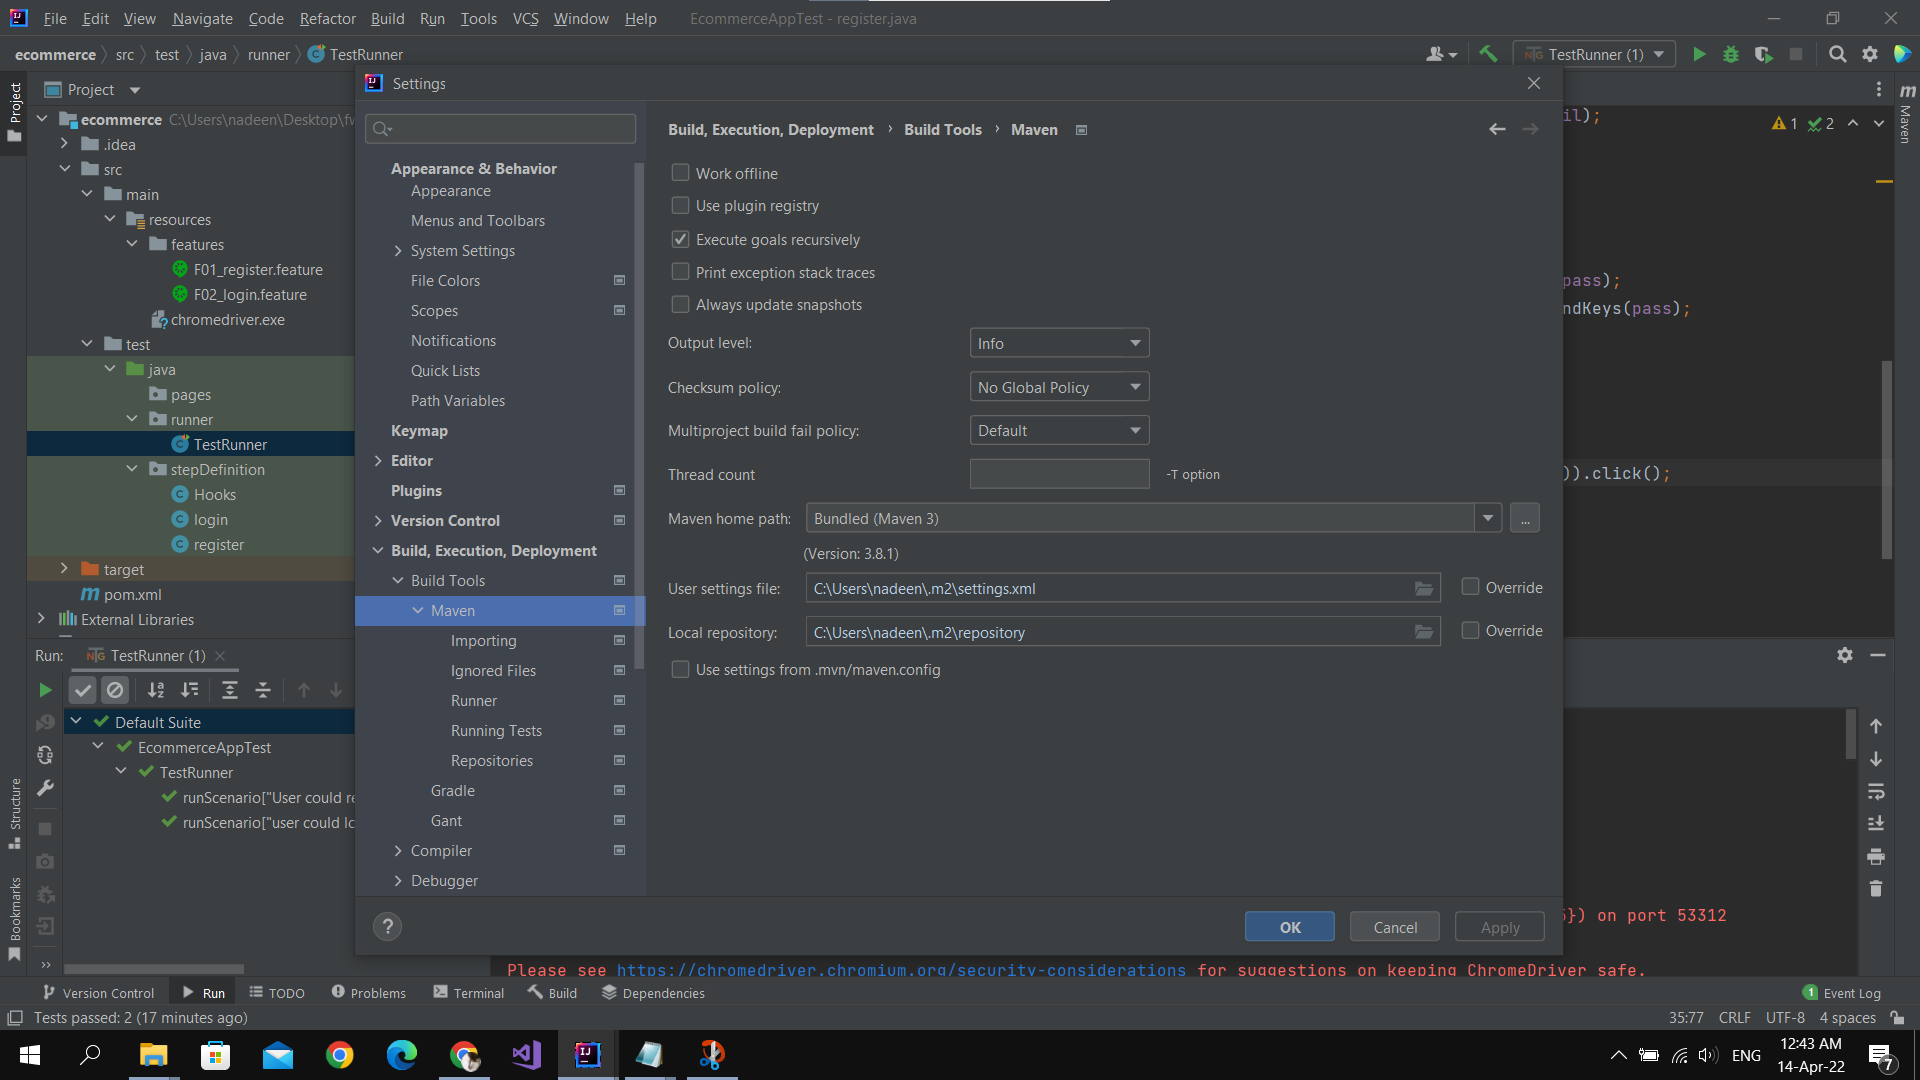 File Edit View Navigate Code Refactor Build Run Tools VCS Window Help EcommerceAppTest - register.java
ecommerce src test java runner TestRunner
TestRunner (1)
Project
Project
ecommerce C:\Users\nadeen\Desktop\fw
.idea
src
main
resources
features
F01_register.feature
F02_login.feature
chromedriver.exe
test
java
pages
runner
TestRunner
stepDefinition
Hooks
login
register
target
pom.xml
External Libraries
Settings
Appearance & Behavior
Appearance
Menus and Toolbars
System Settings
File Colors
Scopes
Notifications
Quick Lists
Path Variables
Keymap
Editor
Plugins
Version Control
Build, Execution, Deployment
Build Tools
Maven
Importing
Ignored Files
Runner
Running Tests
Repositories
Gradle
Gant
Compiler
Debugger
Build, Execution, Deployment › Build Tools › Maven
Work offline
Use plugin registry
Execute goals recursively
Print exception stack traces
Always update snapshots
Output level: Info
Checksum policy: No Global Policy
Multiproject build fail policy: Default
Thread count -T option
Maven home path: Bundled (Maven 3) ...
(Version: 3.8.1)
User settings file: C:\Users\nadeen\.m2\settings.xml Override
Local repository: C:\Users\nadeen\.m2\repository Override
Use settings from .mvn/maven.config
? OK Cancel Apply
il);
1 2
pass);
ndKeys(pass);
)).click();
m Maven
Run: TestRunner (1)
Default Suite
EcommerceAppTest
TestRunner
runScenario["User could re
runScenario["user could lo
}) on port 53312
Please see https://chromedriver.chromium.org/security-considerations for suggestions on keeping ChromeDriver safe.
Structure
Bookmarks
Version Control Run TODO Problems Terminal Build Dependencies 1 Event Log
Tests passed: 2 (17 minutes ago) 35:77 CRLF UTF-8 4 spaces
ENG 12:43 AM
14-Apr-22 7